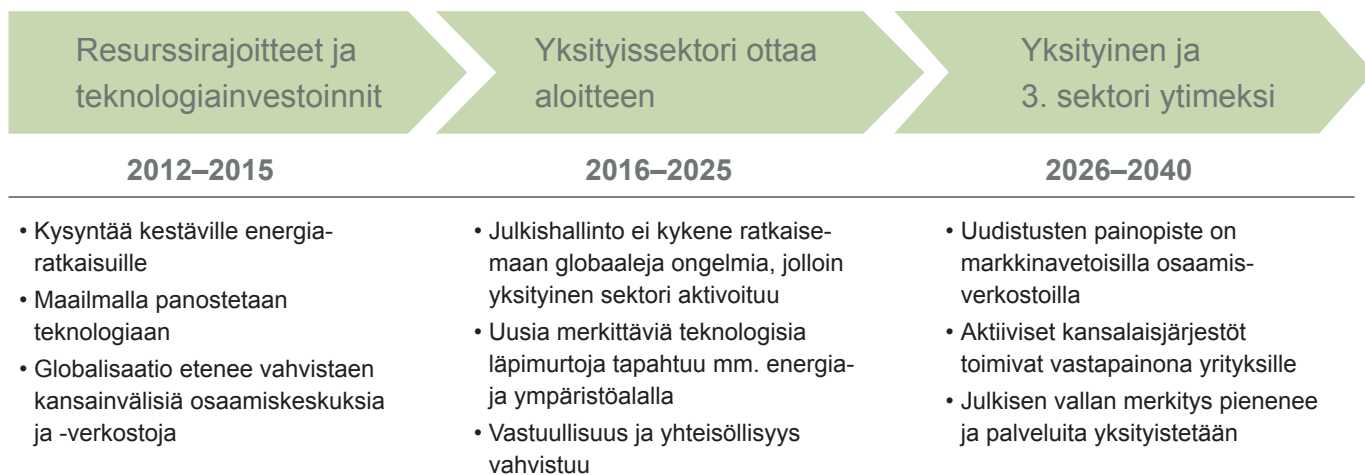 Resurssirajoitteet ja
teknologiainvestoinnit
Yksityissektori ottaa
aloitteen
Yksityinen ja
3. sektori ytimeksi
2012–2015
2016–2025
2026–2040
• Kysyntää kestäville energia-
ratkaisuille
• Maailmalla panostetaan
teknologiaan
• Globalisaatio etenee vahvistaen
kansainvälisiä osaamiskeskuksia
ja -verkostoja
• Julkishallinto ei kykene ratkaise-
maan globaaleja ongelmia, jolloin
yksityinen sektori aktivoituu
• Uusia merkittäviä teknologisia
läpimurtoja tapahtuu mm. energia-
ja ympäristöalalla
• Vastuullisuus ja yhteisöllisyys
vahvistuu
• Uudistusten painopiste on
markkinavetoisilla osaamis-
verkostoilla
• Aktiiviset kansalaisjärjestöt
toimivat vastapainona yrityksille
• Julkisen vallan merkitys pienenee
ja palveluita yksityistetään